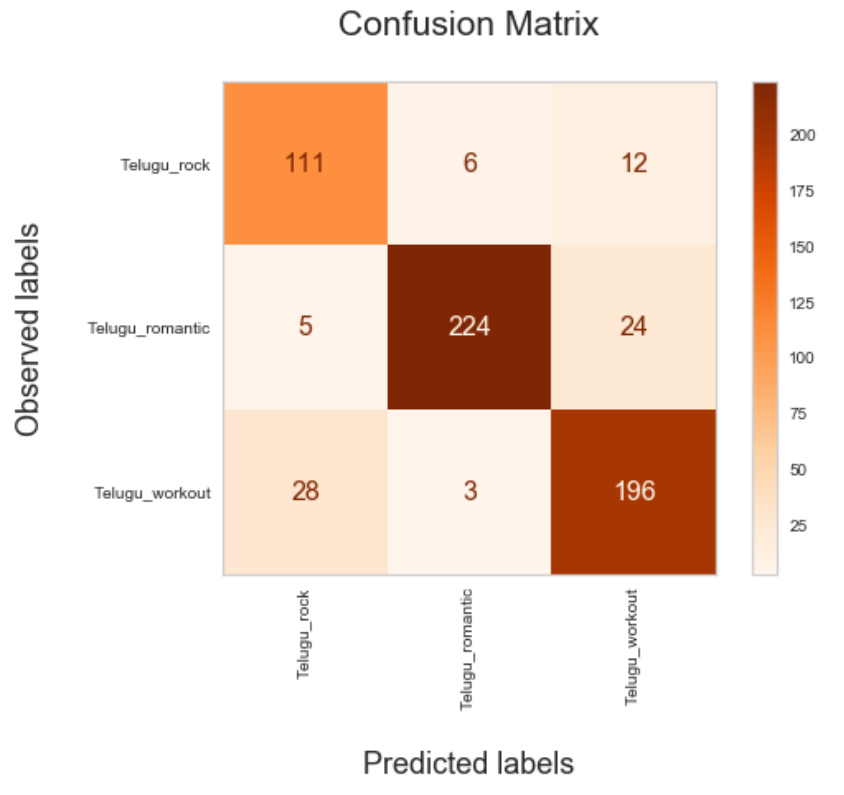 Confusion Matrix
Observed labels
Telugu_rock
111 6 12
Telugu_romantic
5 224 24
Telugu_workout
28 3 196
Telugu_rock
Telugu_romantic
Telugu_workout
Predicted labels
200
175
150
125
100
75
50
25